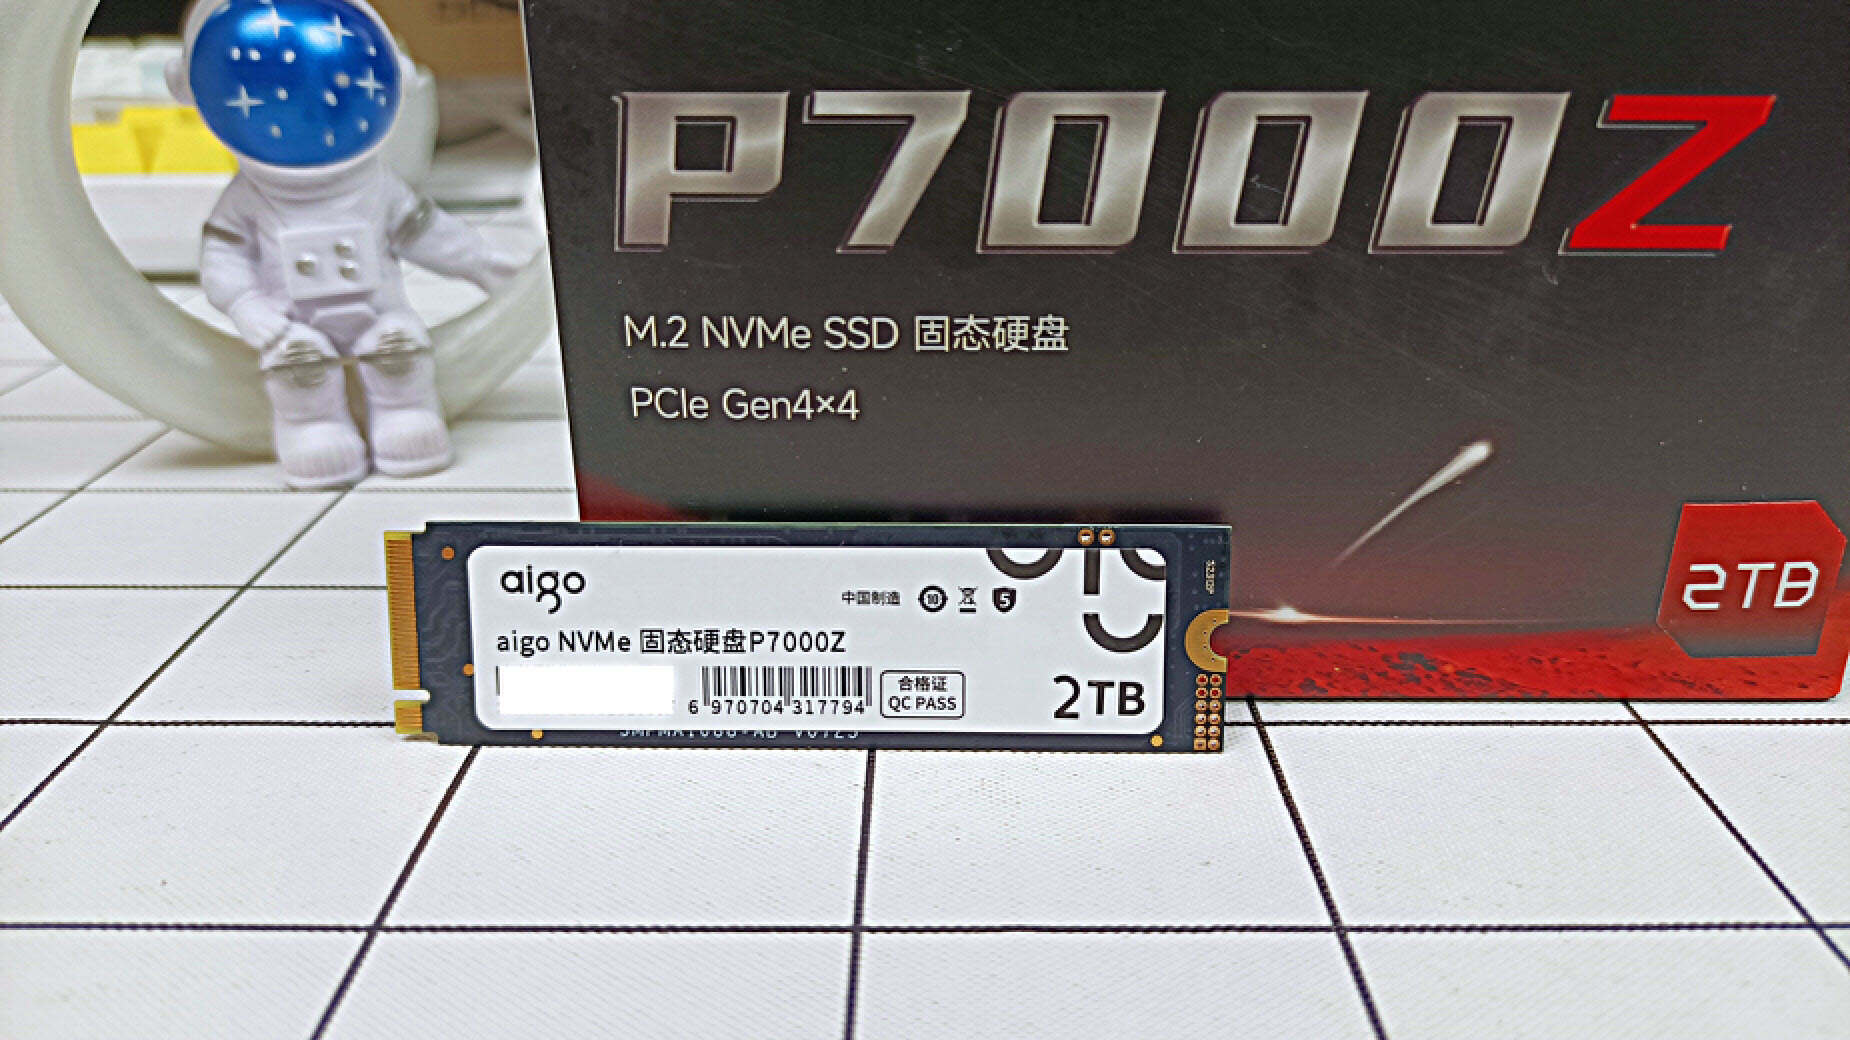 P7000Z
M.2 NVMe SSD 固态硬盘
PCIe Gen4×4
2TB
aigo
中国制造 10 5
aigo NVMe 固态硬盘P7000Z
6 970704 317794
合格证
QC PASS
2TB